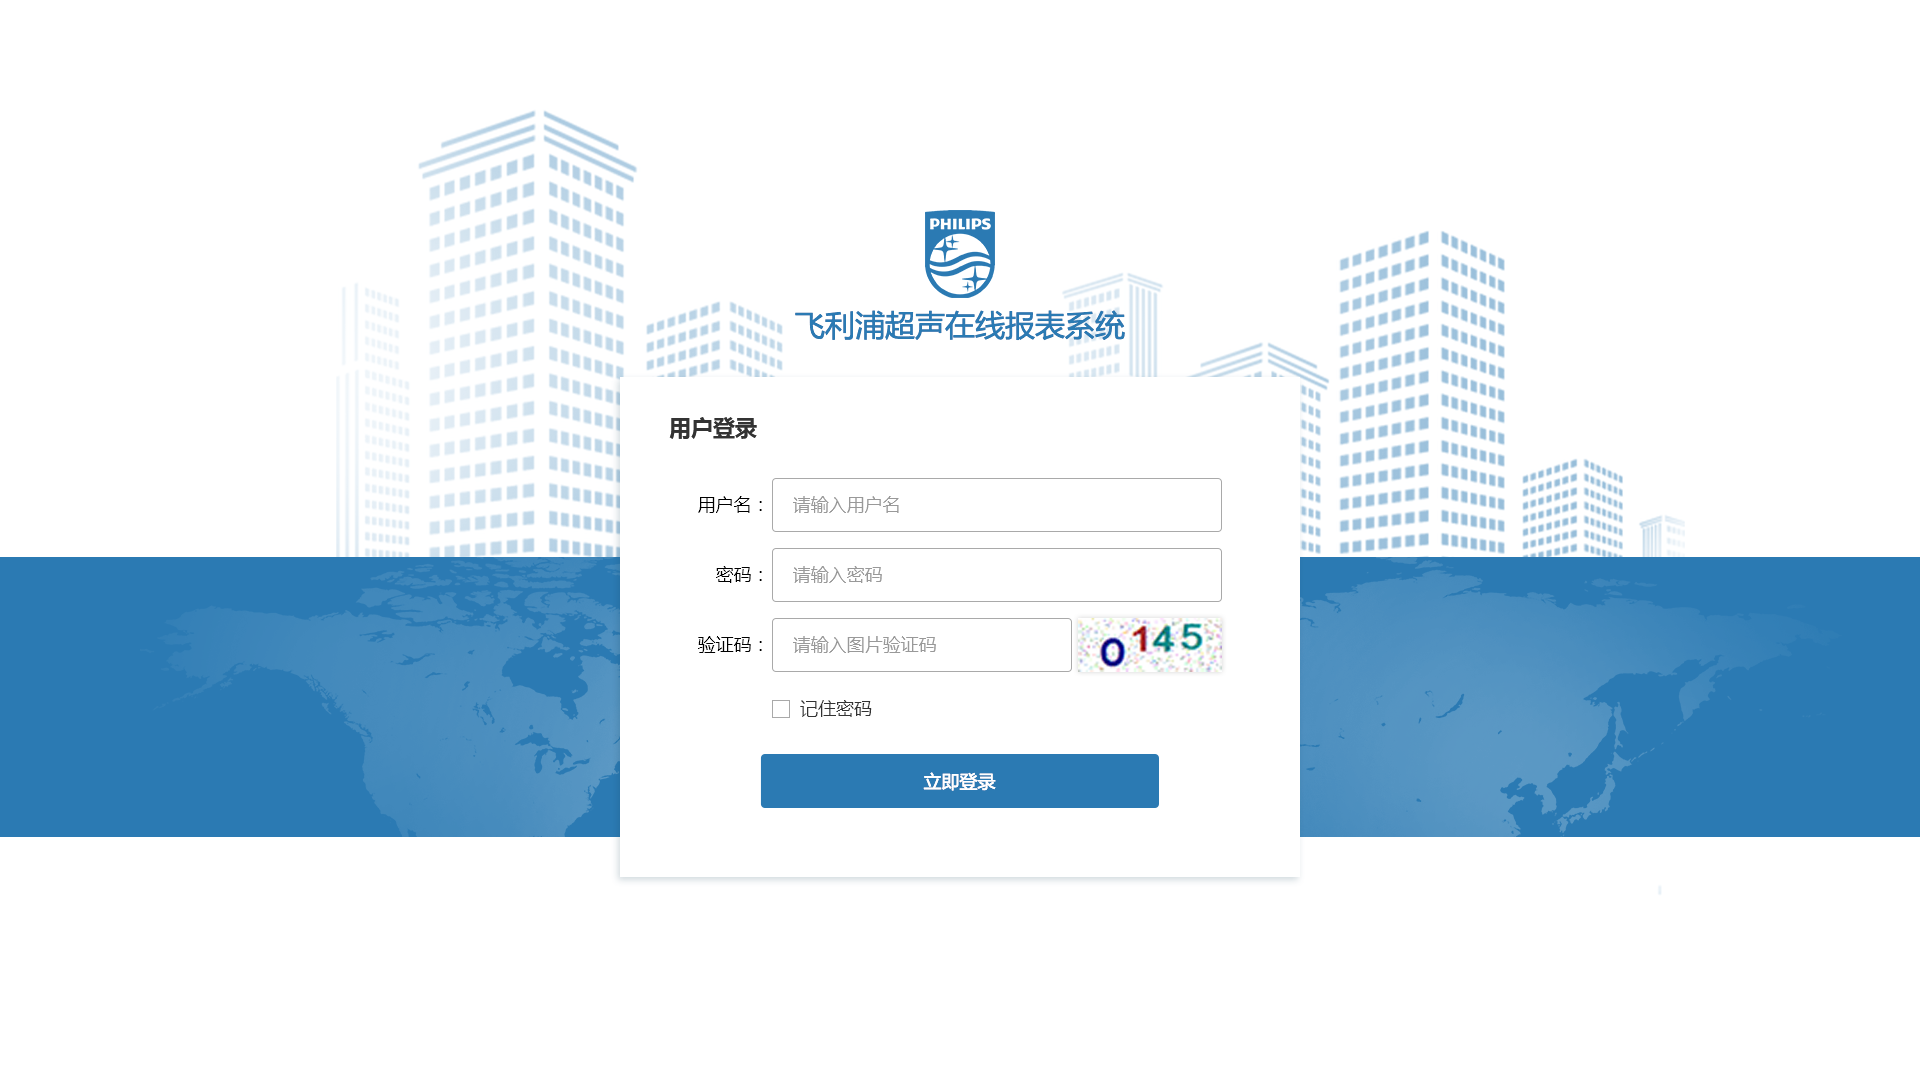 PHILIPS
飞利浦超声在线报表系统
用户登录
用户名：
请输入用户名
密码：
请输入密码
验证码：
请输入图片验证码
0145
记住密码
立即登录